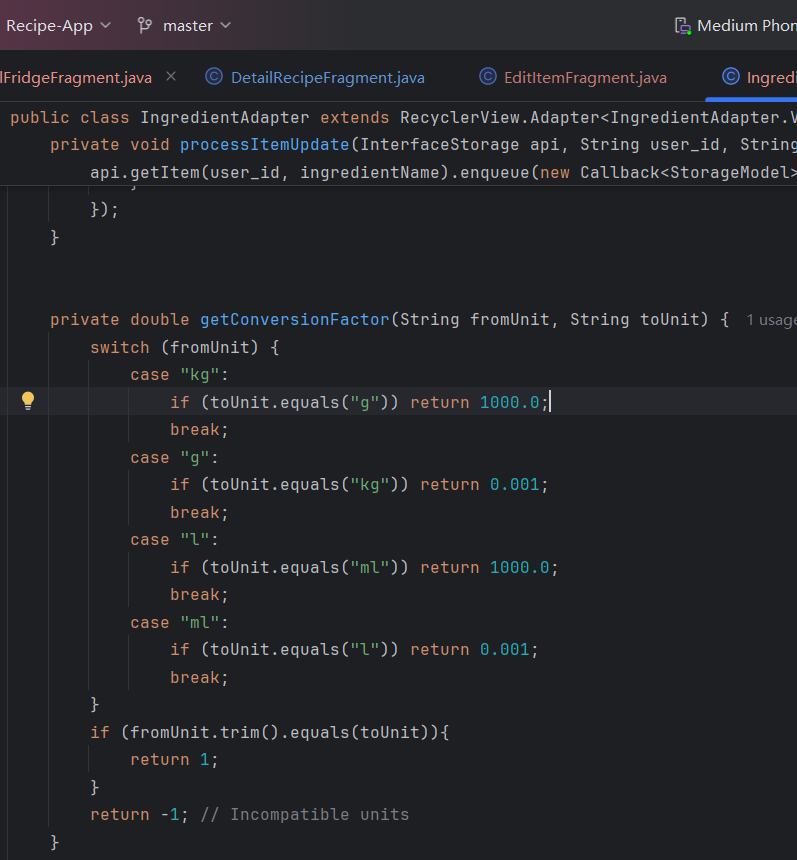 Recipe-App master Medium Phon
lFridgeFragment.java × DetailRecipeFragment.java EditItemFragment.java Ingredi
public class IngredientAdapter extends RecyclerView.Adapter<IngredientAdapter.V
private void processItemUpdate(InterfaceStorage api, String user_id, String
api.getItem(user_id, ingredientName).enqueue(new Callback<StorageModel>
});
}
private double getConversionFactor(String fromUnit, String toUnit) { 1 usage
switch (fromUnit) {
case "kg":
if (toUnit.equals("g")) return 1000.0;
break;
case "g":
if (toUnit.equals("kg")) return 0.001;
break;
case "l":
if (toUnit.equals("ml")) return 1000.0;
break;
case "ml":
if (toUnit.equals("l")) return 0.001;
break;
}
if (fromUnit.trim().equals(toUnit)){
return 1;
}
return -1; // Incompatible units
}